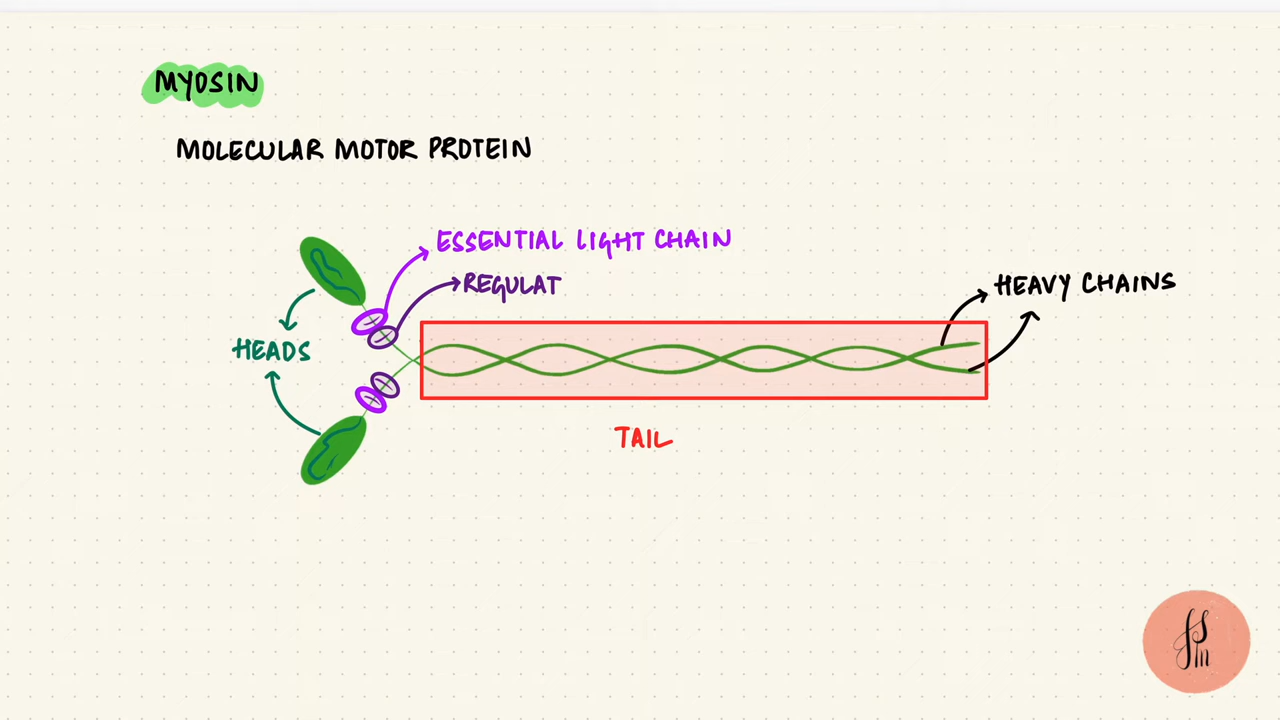 MYOSIN
MOLECULAR MOTOR PROTEIN
ESSENTIAL LIGHT CHAIN
REGULAT
HEAVY CHAINS
HEADS
TAIL